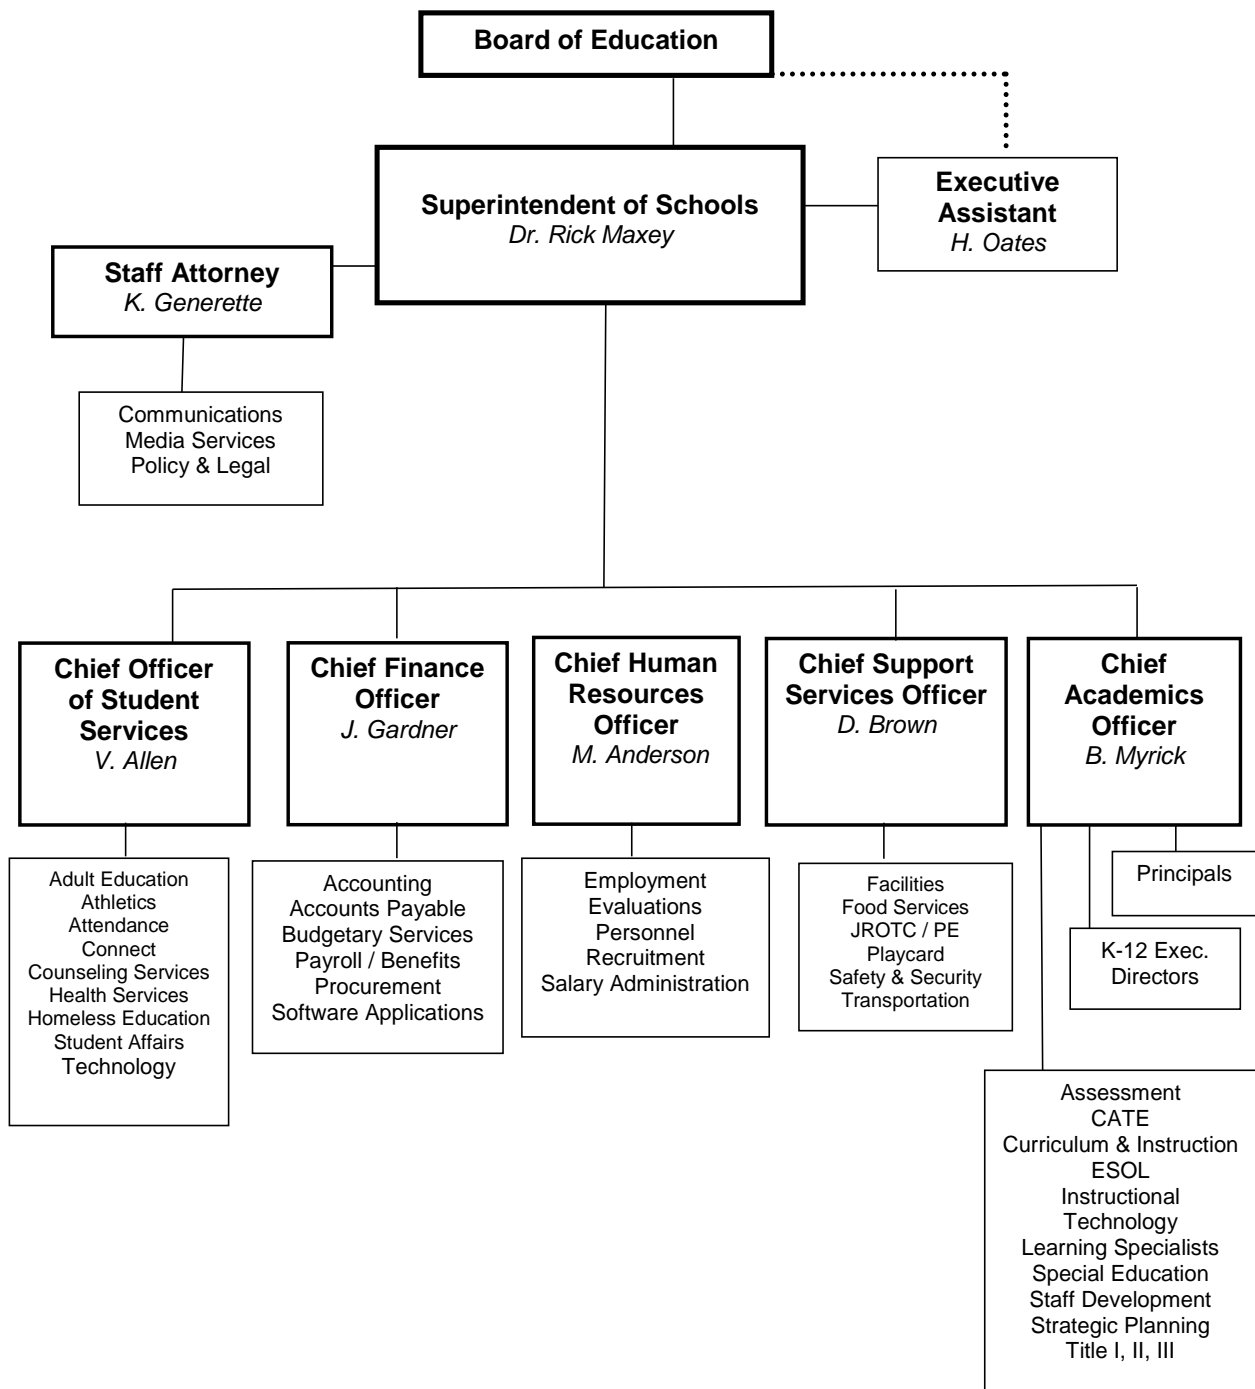 Board of Education
Superintendent of Schools
Dr. Rick Maxey
Executive
Assistant
H. Oates
Staff Attorney
K. Generette
Communications
Media Services
Policy & Legal
Chief Officer
of Student
Services
V. Allen
Chief Finance
Officer
J. Gardner
Chief Human
Resources
Officer
M. Anderson
Chief Support
Services Officer
D. Brown
Chief
Academics
Officer
B. Myrick
Adult Education
Athletics
Attendance
Connect
Counseling Services
Health Services
Homeless Education
Student Affairs
Technology
Accounting
Accounts Payable
Budgetary Services
Payroll / Benefits
Procurement
Software Applications
Employment
Evaluations
Personnel
Recruitment
Salary Administration
Facilities
Food Services
JROTC / PE
Playcard
Safety & Security
Transportation
Principals
K-12 Exec.
Directors
Assessment
CATE
Curriculum & Instruction
ESOL
Instructional
Technology
Learning Specialists
Special Education
Staff Development
Strategic Planning
Title I, II, III